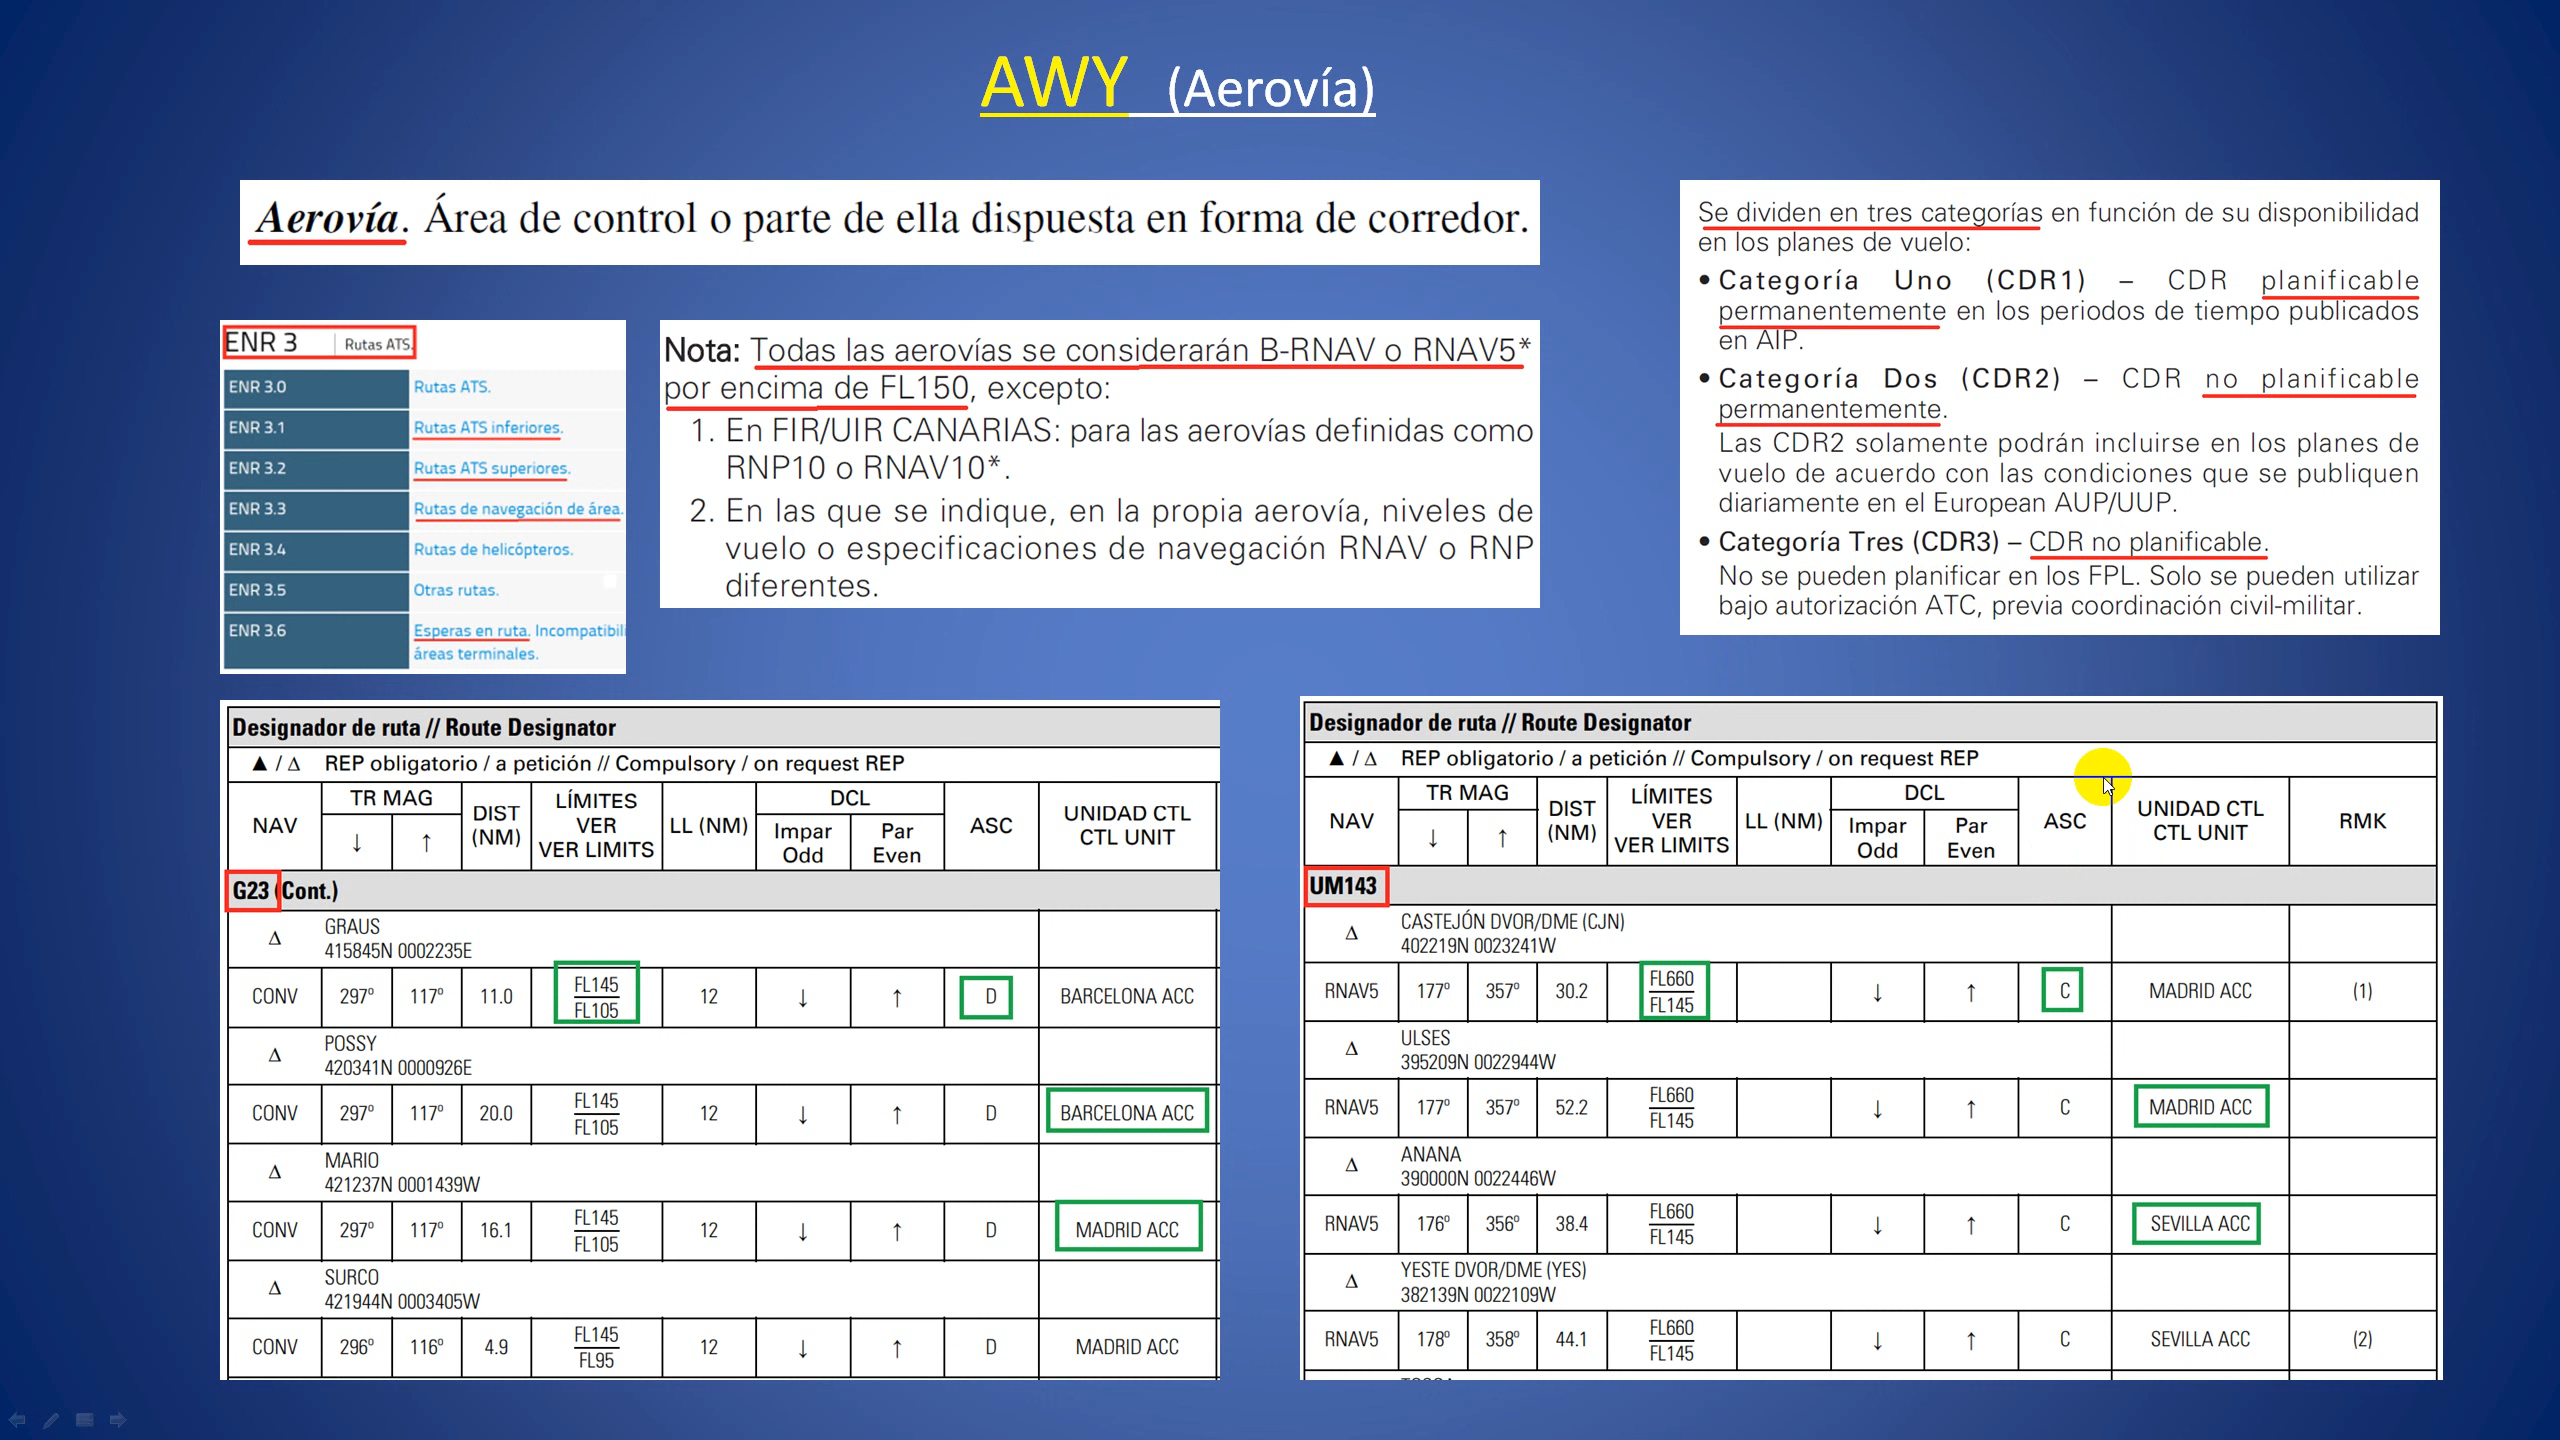 AWY (Aerovía)
Aerovía. Área de control o parte de ella dispuesta en forma de corredor.
ENR 3 Rutas ATS.
ENR 3.0 Rutas ATS.
ENR 3.1 Rutas ATS inferiores.
ENR 3.2 Rutas ATS superiores.
ENR 3.3 Rutas de navegación de área.
ENR 3.4 Rutas de helicópteros.
ENR 3.5 Otras rutas.
ENR 3.6 Esperas en ruta. Incompatibili
áreas terminales.
Nota: Todas las aerovías se considerarán B-RNAV o RNAV5*
por encima de FL150, excepto:
1. En FIR/UIR CANARIAS: para las aerovías definidas como
RNP10 o RNAV10*.
2. En las que se indique, en la propia aerovía, niveles de
vuelo o especificaciones de navegación RNAV o RNP
diferentes.
Se dividen en tres categorías en función de su disponibilidad
en los planes de vuelo:
• Categoría Uno (CDR1) – CDR planificable
permanentemente en los periodos de tiempo publicados
en AIP.
• Categoría Dos (CDR2) – CDR no planificable
permanentemente.
Las CDR2 solamente podrán incluirse en los planes de
vuelo de acuerdo con las condiciones que se publiquen
diariamente en el European AUP/UUP.
• Categoría Tres (CDR3) – CDR no planificable.
No se pueden planificar en los FPL. Solo se pueden utilizar
bajo autorización ATC, previa coordinación civil-militar.
Designador de ruta // Route Designator
▲ / Δ REP obligatorio / a petición // Compulsory / on request REP
NAV TR MAG ↓ ↑ DIST (NM) LÍMITES VER VER LIMITS LL (NM) DCL Impar Odd Par Even ASC UNIDAD CTL CTL UNIT
G23 (Cont.)
Δ GRAUS
415845N 0002235E
CONV 297º 117º 11.0 FL145 FL105 12 ↓ ↑ D BARCELONA ACC
Δ POSSY
420341N 0000926E
CONV 297º 117º 20.0 FL145 FL105 12 ↓ ↑ D BARCELONA ACC
Δ MARIO
421237N 0001439W
CONV 297º 117º 16.1 FL145 FL105 12 ↓ ↑ D MADRID ACC
Δ SURCO
421944N 0003405W
CONV 296º 116º 4.9 FL145 FL95 12 ↓ ↑ D MADRID ACC
Designador de ruta // Route Designator
▲ / Δ REP obligatorio / a petición // Compulsory / on request REP
NAV TR MAG ↓ ↑ DIST (NM) LÍMITES VER VER LIMITS LL (NM) DCL Impar Odd Par Even ASC UNIDAD CTL CTL UNIT RMK
UM143
Δ CASTEJÓN DVOR/DME (CJN)
402219N 0023241W
RNAV5 177º 357º 30.2 FL660 FL145 ↓ ↑ C MADRID ACC (1)
Δ ULSES
395209N 0022944W
RNAV5 177º 357º 52.2 FL660 FL145 ↓ ↑ C MADRID ACC
Δ ANANA
390000N 0022446W
RNAV5 176º 356º 38.4 FL660 FL145 ↓ ↑ C SEVILLA ACC
Δ YESTE DVOR/DME (YES)
382139N 0022109W
RNAV5 178º 358º 44.1 FL660 FL145 ↓ ↑ C SEVILLA ACC (2)